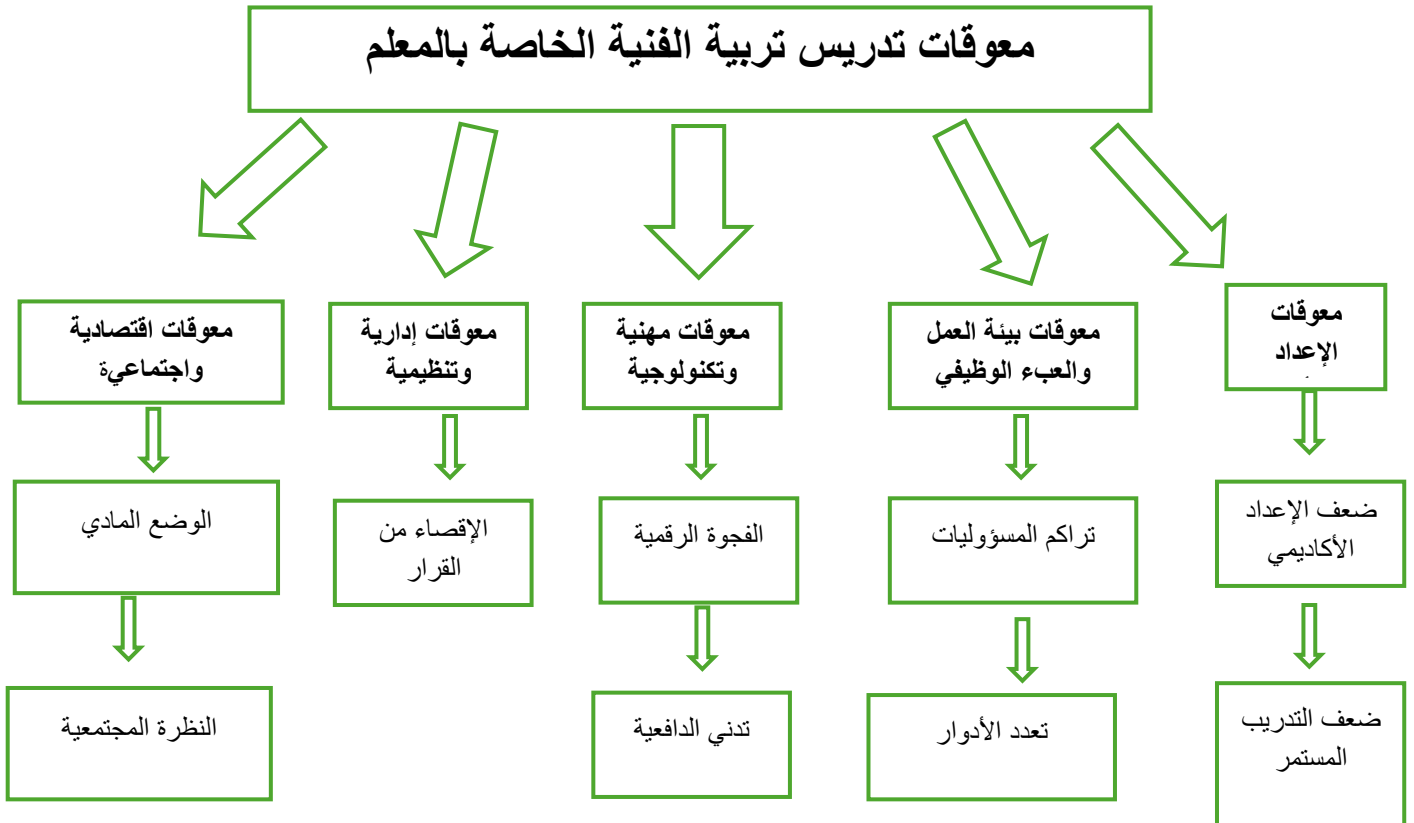 معوقات تدريس تربية الفنية الخاصة بالمعلم
معوقات
الإعداد
معوقات بيئة العمل
والعبء الوظيفي
معوقات مهنية
وتكنولوجية
معوقات إدارية
وتنظيمية
معوقات اقتصادية
واجتماعية
ضعف الإعداد
الأكاديمي
تراكم المسؤوليات
الفجوة الرقمية
الإقصاء من
القرار
الوضع المادي
ضعف التدريب
المستمر
تعدد الأدوار
تدني الدافعية
النظرة المجتمعية